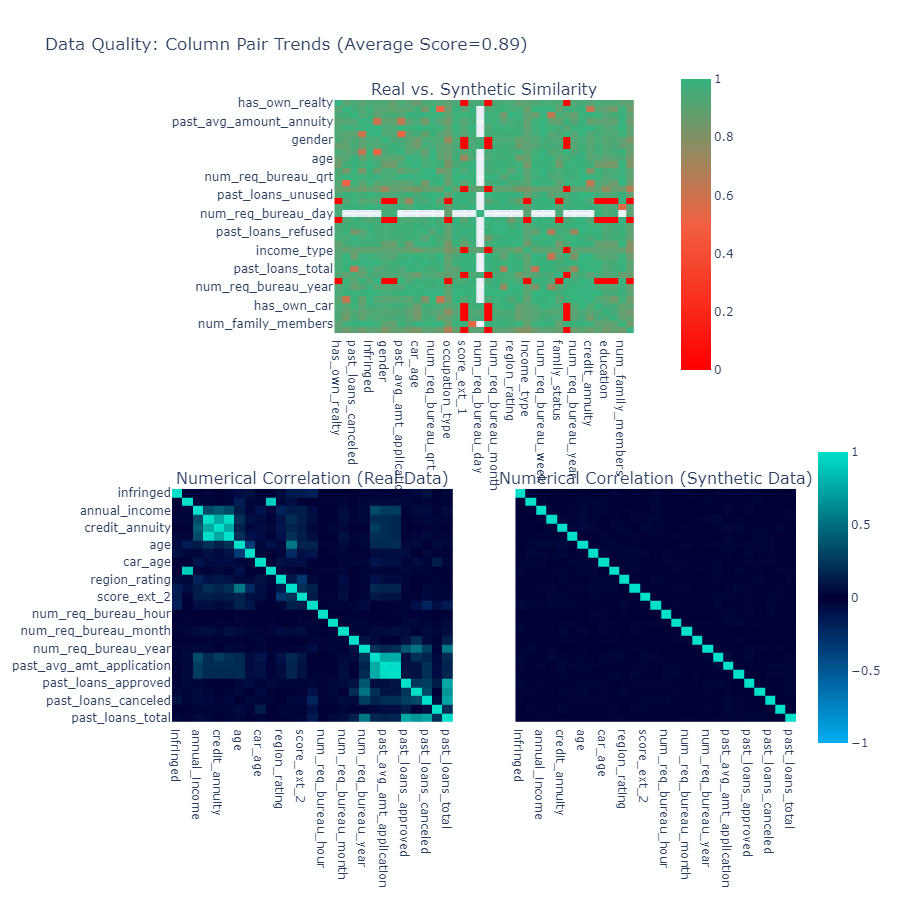 Data Quality: Column Pair Trends (Average Score=0.89)
Real vs. Synthetic Similarity
has_own_realty
past_avg_amount_annuity
gender
age
num_req_bureau_qrt
past_loans_unused
num_req_bureau_day
past_loans_refused
income_type
past_loans_total
num_req_bureau_year
has_own_car
num_family_members
has_own_realty
past_loans_canceled
infringed
gender
past_avg_amt_application
car_age
num_req_bureau_qrt
occupation_type
score_ext_1
num_req_bureau_day
num_req_bureau_month
region_rating
income_type
num_req_bureau_week
family_status
num_req_bureau_year
credit_annuity
education
num_family_members
1
0.8
0.6
0.4
0.2
0
Numerical Correlation (Real Data)
infringed
annual_income
credit_annuity
age
car_age
region_rating
score_ext_2
num_req_bureau_hour
num_req_bureau_month
num_req_bureau_year
past_avg_amt_application
past_loans_approved
past_loans_canceled
past_loans_total
infringed
annual_income
credit_annuity
age
car_age
region_rating
score_ext_2
num_req_bureau_hour
num_req_bureau_month
num_req_bureau_year
past_avg_amt_application
past_loans_approved
past_loans_canceled
past_loans_total
Numerical Correlation (Synthetic Data)
infringed
annual_income
credit_annuity
age
car_age
region_rating
score_ext_2
num_req_bureau_hour
num_req_bureau_month
num_req_bureau_year
past_avg_amt_application
past_loans_approved
past_loans_canceled
past_loans_total
1
0.5
0
−0.5
−1